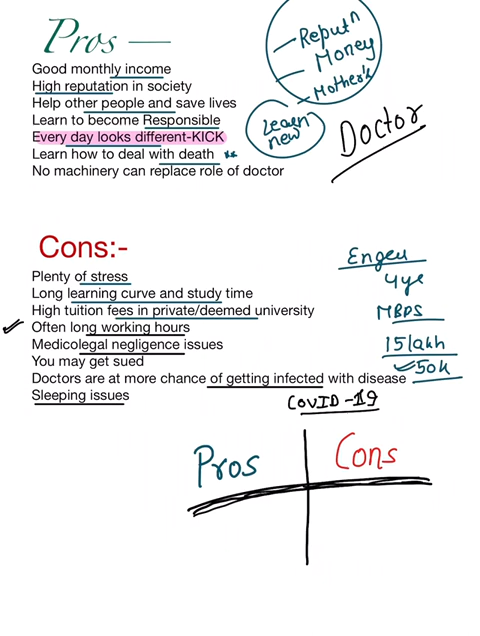 Pros —
Reputⁿ
Money
Mother's
Learn
new
Doctor
Good monthly income
High reputation in society
Help other people and save lives
Learn to become Responsible
Every day looks different-KICK
Learn how to deal with death **
No machinery can replace role of doctor
Cons:-
Plenty of stress
Long learning curve and study time
High tuition fees in private/deemed university
Often long working hours
Medicolegal negligence issues
You may get sued
Doctors are at more chance of getting infected with disease
Sleeping issues
4ye
MBPS
15lakh
50k
COVID-19
Pros
Cons